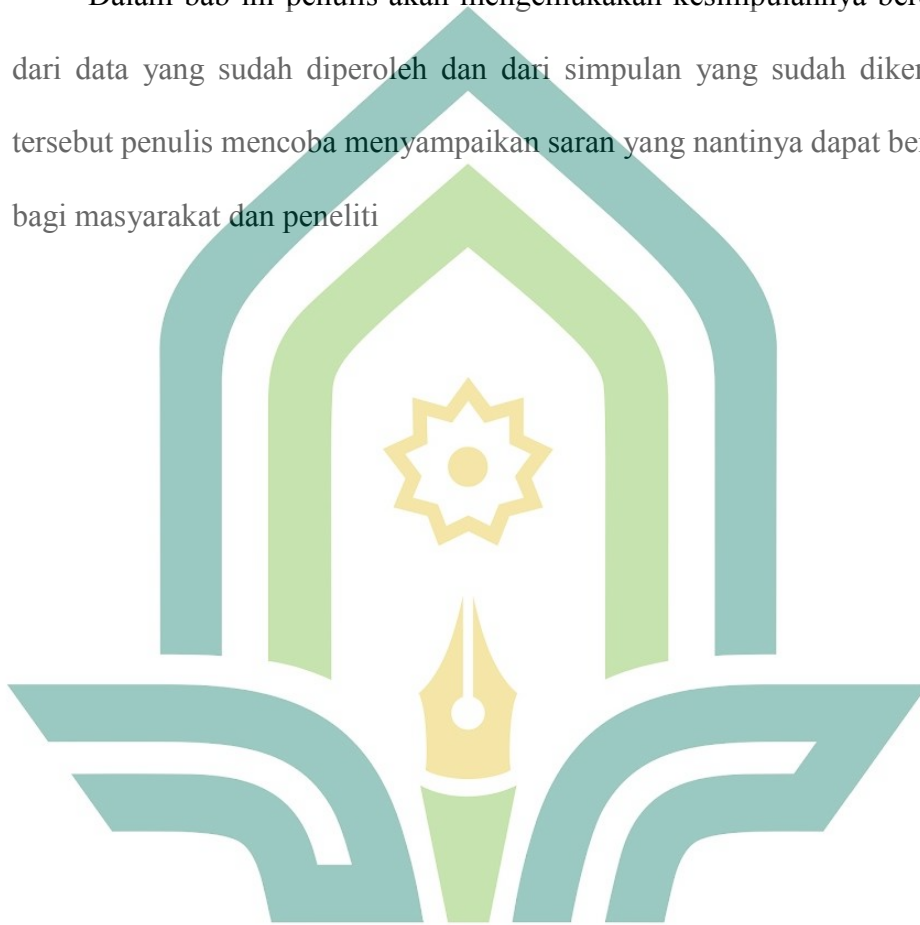 Dalam bab ini penulis akan mengemukakan kesimpulannya
dari data yang sudah diperoleh dan dari simpulan yang sudah
tersebut penulis mencoba menyampaikan saran yang nantinya dapat
bagi masyarakat dan peneliti